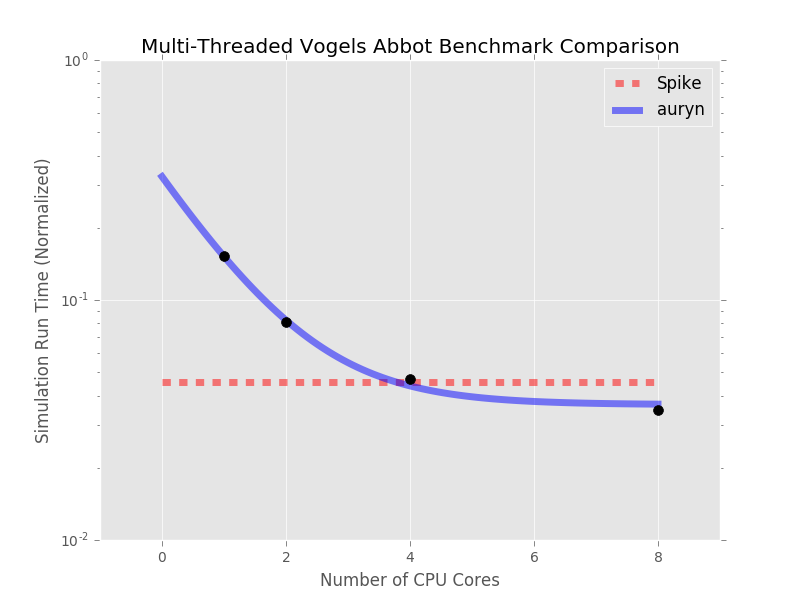 Multi-Threaded Vogels Abbot Benchmark Comparison
Spike
auryn
Simulation Run Time (Normalized)
10^0
10^-1
10^-2
0 2 4 6 8
Number of CPU Cores